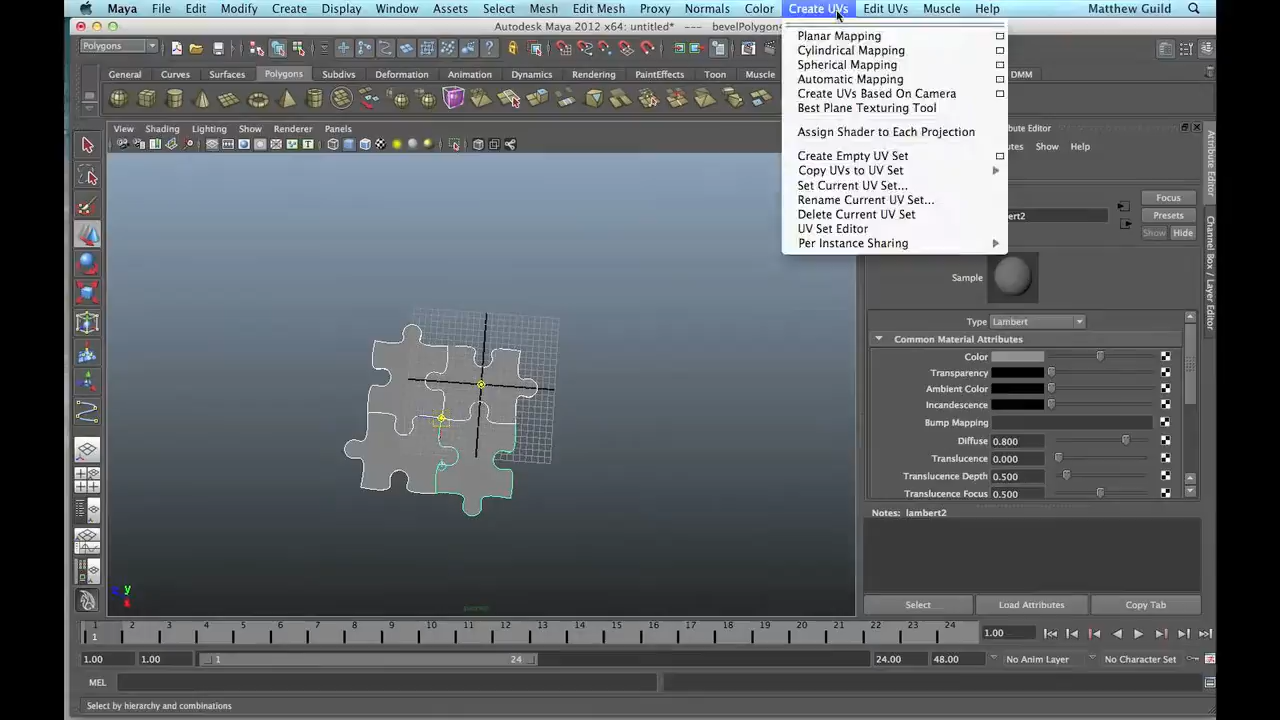 Maya File Edit Modify Create Display Window Assets Select Mesh Edit Mesh Proxy Normals Color Create UVs Edit UVs Muscle Help Matthew Guild
Autodesk Maya 2012 x64: untitled* --- bevelPolygon
Polygons
General Curves Surfaces Polygons Subdivs Deformation Animation Dynamics Rendering PaintEffects Toon Muscle DMM
View Shading Lighting Show Renderer Panels
Planar Mapping
Cylindrical Mapping
Spherical Mapping
Automatic Mapping
Create UVs Based On Camera
Best Plane Texturing Tool
Assign Shader to Each Projection
Create Empty UV Set
Copy UVs to UV Set
Set Current UV Set...
Rename Current UV Set...
Delete Current UV Set
UV Set Editor
Per Instance Sharing
bute Editor
utes Show Help
Focus
ert2 Presets
Show Hide
Sample
Type Lambert
Common Material Attributes
Color
Transparency
Ambient Color
Incandescence
Bump Mapping
Diffuse 0.800
Translucence 0.000
Translucence Depth 0.500
Translucence Focus 0.500
Notes: lambert2
Select Load Attributes Copy Tab
Attribute Editor
Channel Box / Layer Editor
y
1 2 3 4 5 6 7 8 9 10 11 12 13 14 15 16 17 18 19 20 21 22 23 24
1 1.00
1.00 1.00 1 24 24.00 48.00 No Anim Layer No Character Set
MEL
Select by hierarchy and combinations